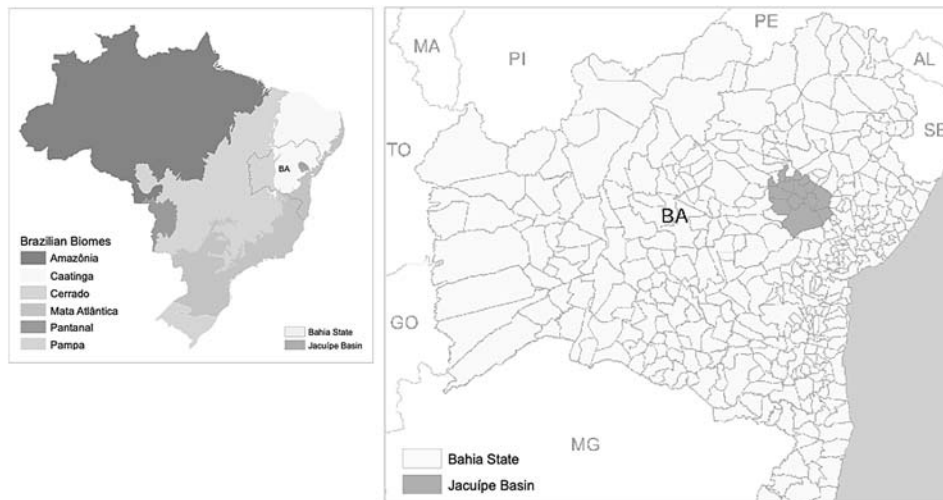 BA
Brazilian Biomes
Amazônia
Caatinga
Cerrado
Mata Atlântica
Pantanal
Pampa
Bahia State
Jacuípe Basin
PE
MA
PI
AL
SE
TO
BA
GO
MG
Bahia State
Jacuípe Basin